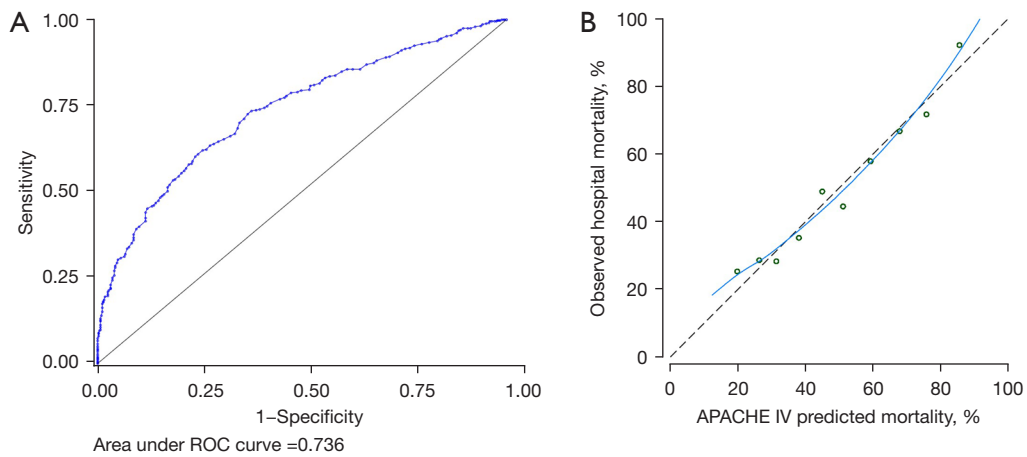 A
1.00
0.75
0.50
0.25
0.00
Sensitivity
0.00 0.25 0.50 0.75 1.00
1–Specificity
Area under ROC curve =0.736
B
100
80
60
40
20
0
Observed hospital mortality, %
0 20 40 60 80 100
APACHE IV predicted mortality, %